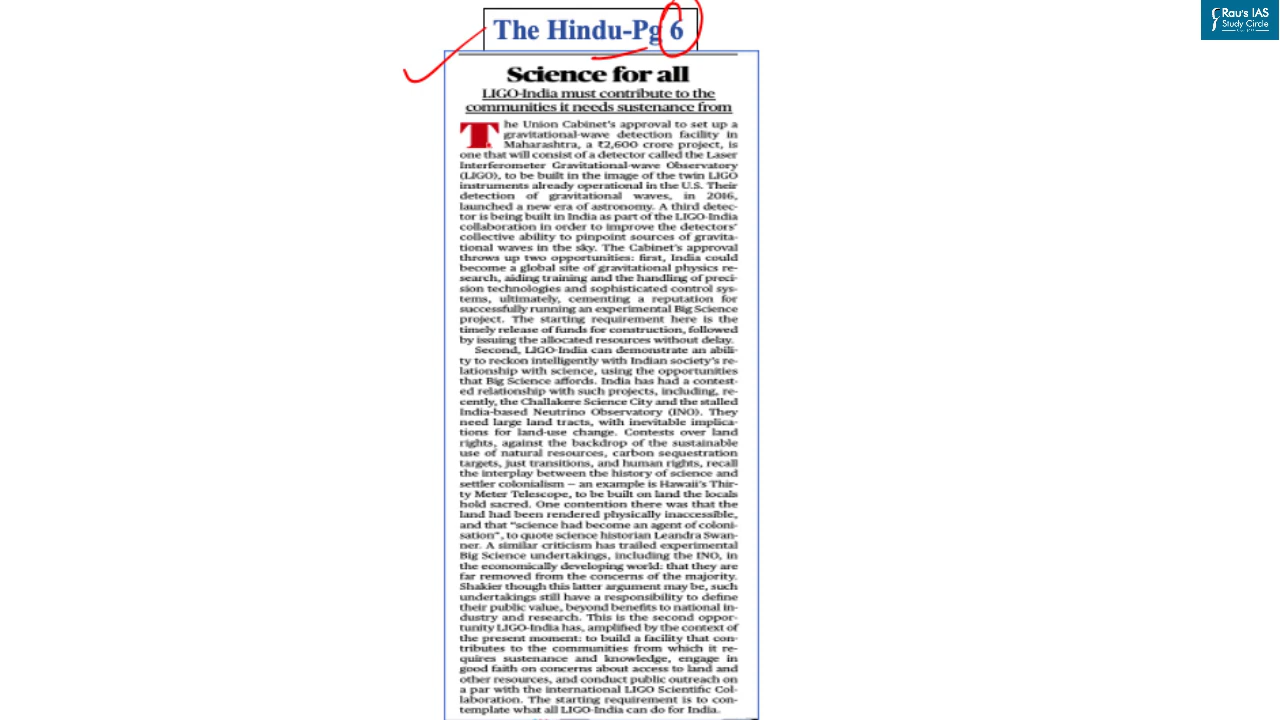 The Hindu-Pg 6
Rau's IAS
Study Circle
Science for all
LIGO-India must contribute to the
communities it needs sustenance from
The Union Cabinet's approval to set up a
gravitational-wave detection facility in
Maharashtra, a ₹2,600 crore project, is
one that will consist of a detector called the Laser
Interferometer Gravitational-wave Observatory
(LIGO), to be built in the image of the twin LIGO
instruments already operational in the U.S. Their
detection of gravitational waves, in 2016,
launched a new era of astronomy. A third detec-
tor is being built in India as part of the LIGO-India
collaboration in order to improve the detectors'
collective ability to pinpoint sources of gravita-
tional waves in the sky. The Cabinet's approval
throws up two opportunities: first, India could
become a global site of gravitational physics re-
search, aiding training and the handling of preci-
sion technologies and sophisticated control sys-
tems, ultimately, cementing a reputation for
successfully running an experimental Big Science
project. The starting requirement here is the
timely release of funds for construction, followed
by issuing the allocated resources without delay.
Second, LIGO-India can demonstrate an abili-
ty to reckon intelligently with Indian society's re-
lationship with science, using the opportunities
that Big Science affords. India has had a contest-
ed relationship with such projects, including, re-
cently, the Challakere Science City and the stalled
India-based Neutrino Observatory (INO). They
need large land tracts, with inevitable implica-
tions for land-use change. Contests over land
rights, against the backdrop of the sustainable
use of natural resources, carbon sequestration
targets, just transitions, and human rights, recall
the interplay between the history of science and
settler colonialism – an example is Hawaii's Thir-
ty Meter Telescope, to be built on land the locals
hold sacred. One contention there was that the
land had been rendered physically inaccessible,
and that "science had become an agent of coloni-
sation", to quote science historian Leandra Swan-
ner. A similar criticism has trailed experimental
Big Science undertakings, including the INO, in
the economically developing world: that they are
far removed from the concerns of the majority.
Shakier though this latter argument may be, such
undertakings still have a responsibility to define
their public value, beyond benefits to national in-
dustry and research. This is the second oppor-
tunity LIGO-India has, amplified by the context of
the present moment: to build a facility that con-
tributes to the communities from which it re-
quires sustenance and knowledge, engage in
good faith on concerns about access to land and
other resources, and conduct public outreach on
a par with the international LIGO Scientific Col-
laboration. The starting requirement is to con-
template what all LIGO-India can do for India.